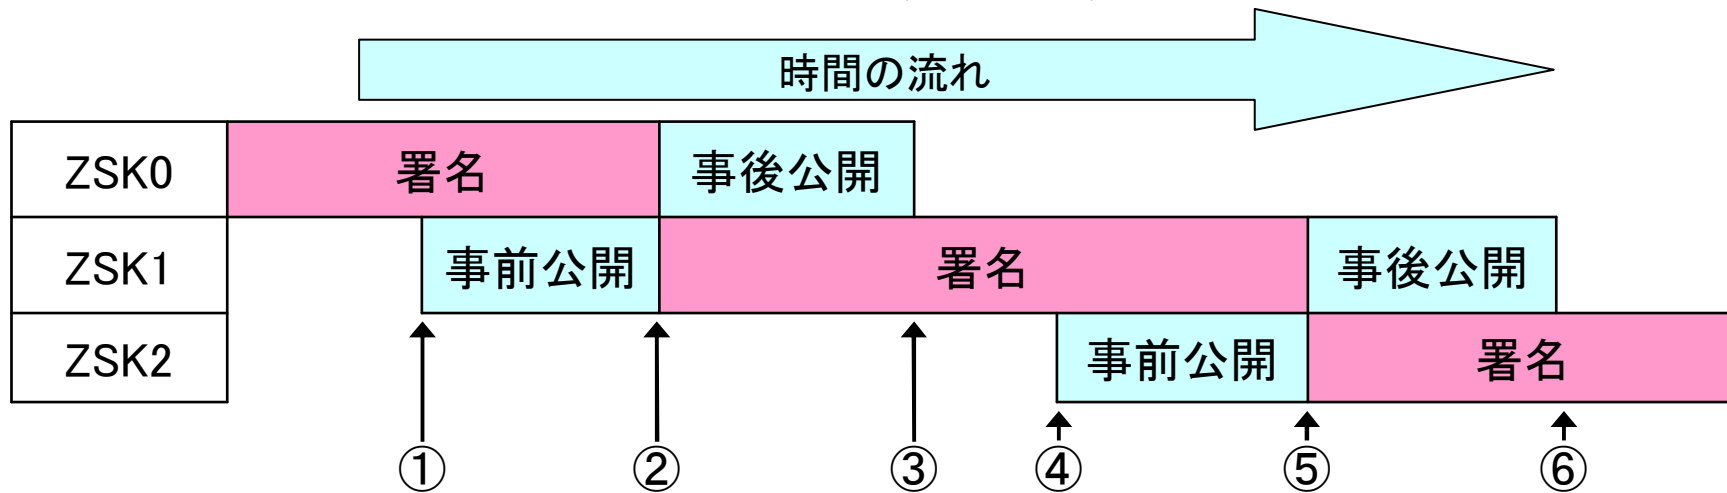 時間の流れ
ZSK0 署名 事後公開
ZSK1 事前公開 署名 事後公開
ZSK2 事前公開 署名
① ② ③ ④ ⑤ ⑥